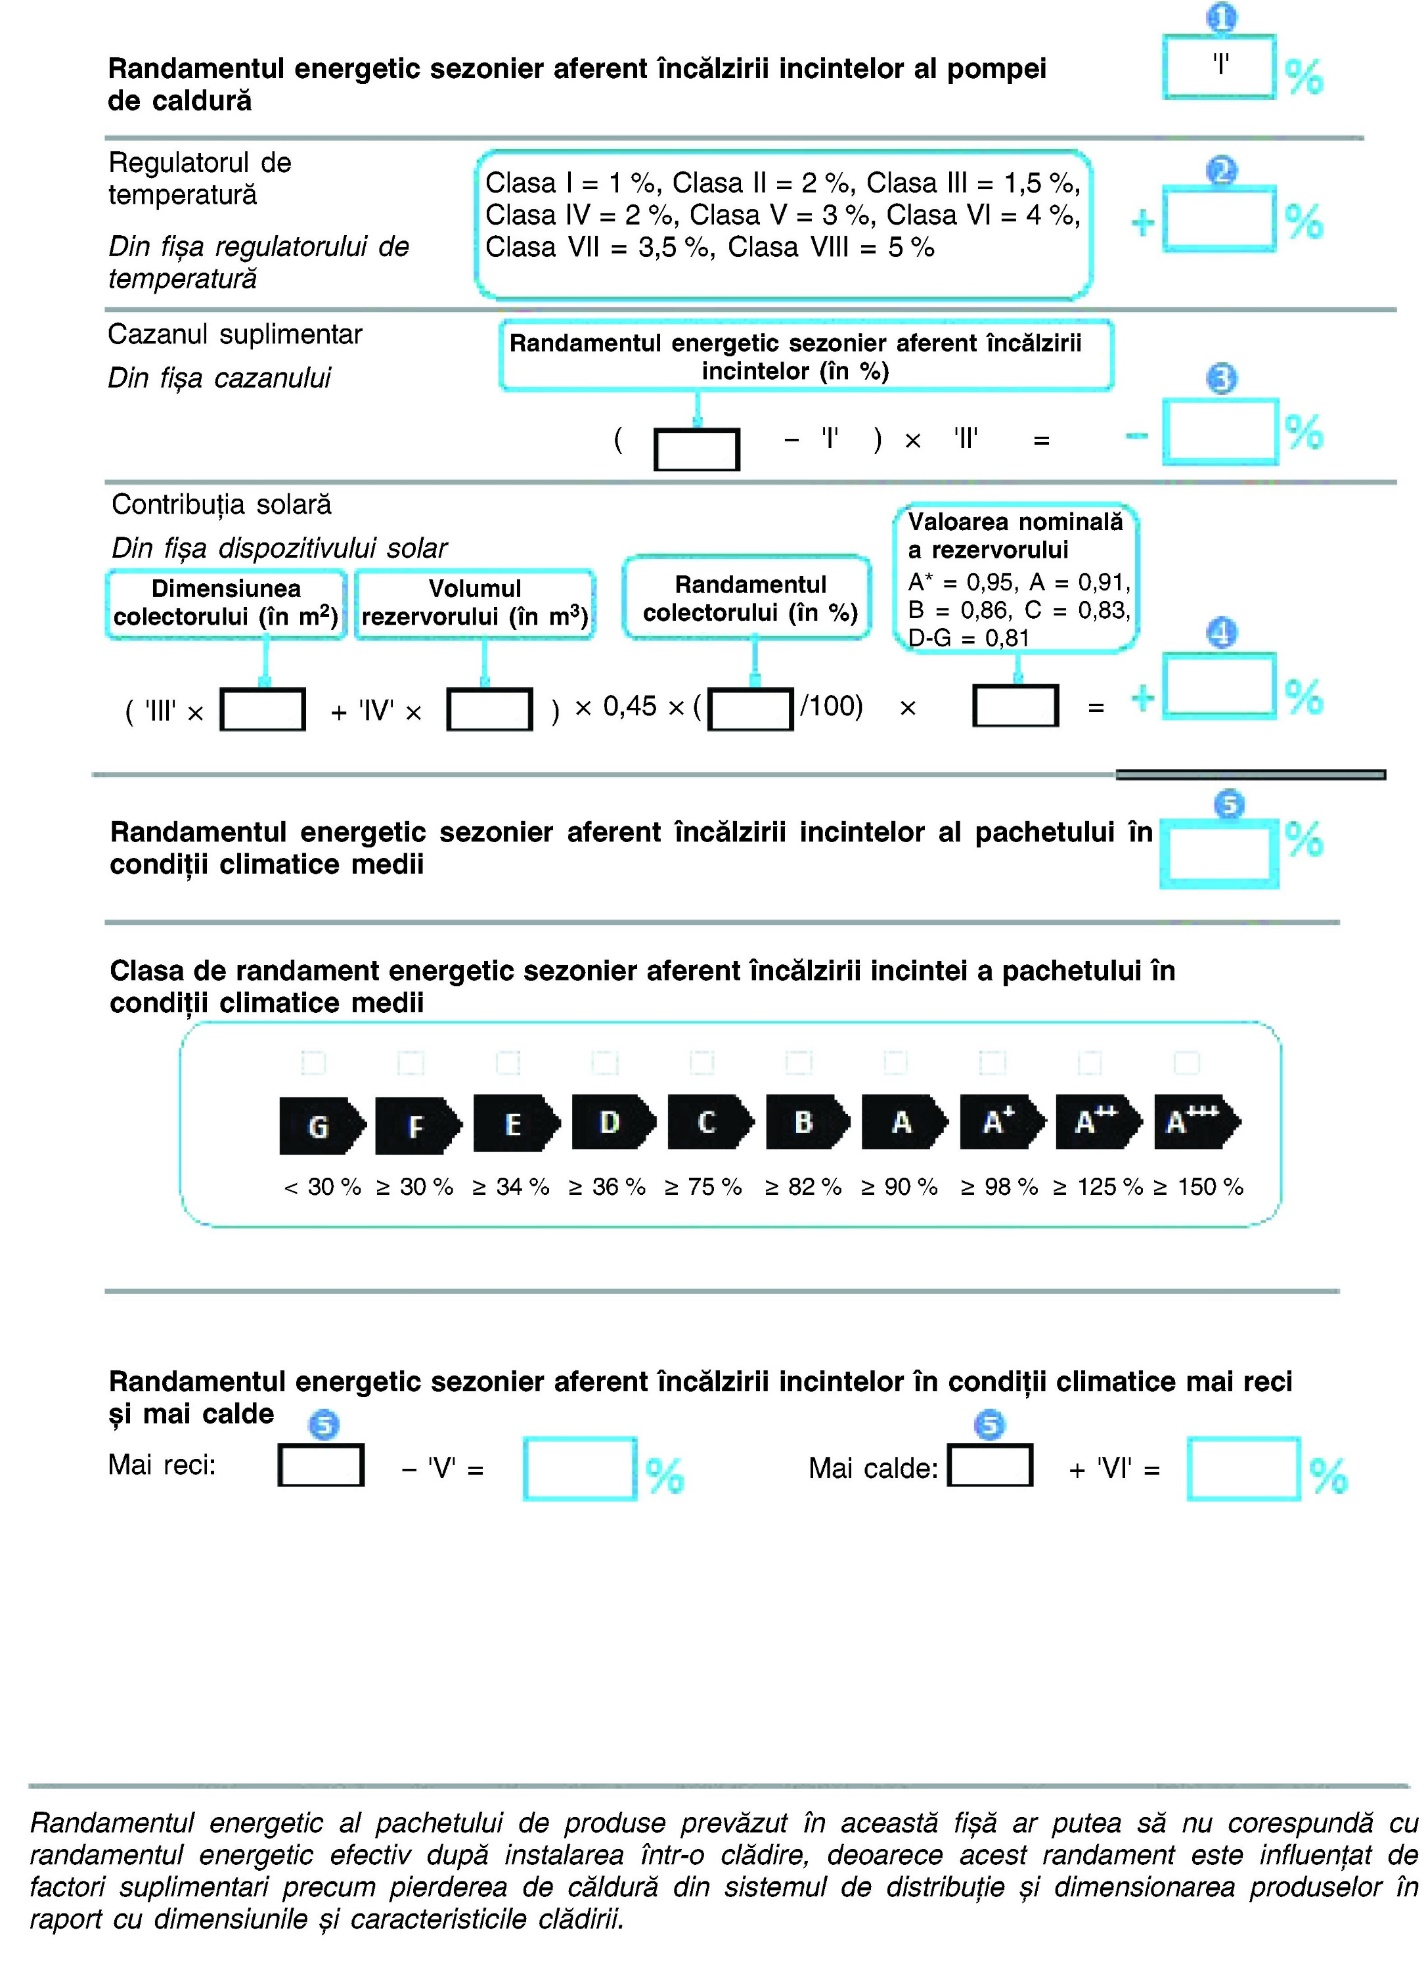 1
Randamentul energetic sezonier aferent încălzirii incintelor al pompei
de caldură
'I' %
Regulatorul de
temperatură
Din fișa regulatorului de
temperatură
Clasa I = 1 %, Clasa II = 2 %, Clasa III = 1,5 %,
Clasa IV = 2 %, Clasa V = 3 %, Clasa VI = 4 %,
Clasa VII = 3,5 %, Clasa VIII = 5 %
2
+ %
Cazanul suplimentar
Din fișa cazanului
Randamentul energetic sezonier aferent încălzirii
incintelor (în %)
3
( − 'I' ) × 'II' = − %
Contribuția solară
Din fișa dispozitivului solar
Dimensiunea
colectorului (în m²)
Volumul
rezervorului (în m³)
Randamentul
colectorului (în %)
Valoarea nominală
a rezervorului
A* = 0,95, A = 0,91,
B = 0,86, C = 0,83,
D-G = 0,81
4
( 'III' × + 'IV' × ) × 0,45 × ( /100) × = + %
5
Randamentul energetic sezonier aferent încălzirii incintelor al pachetului în
condiții climatice medii
%
Clasa de randament energetic sezonier aferent încălzirii incintei a pachetului în
condiții climatice medii
G F E D C B A A+ A++ A+++
< 30 % ≥ 30 % ≥ 34 % ≥ 36 % ≥ 75 % ≥ 82 % ≥ 90 % ≥ 98 % ≥ 125 % ≥ 150 %
Randamentul energetic sezonier aferent încălzirii incintelor în condiții climatice mai reci
și mai calde
5 5
Mai reci: − 'V' = % Mai calde: + 'VI' = %
Randamentul energetic al pachetului de produse prevăzut în această fișă ar putea să nu corespundă cu
randamentul energetic efectiv după instalarea într-o clădire, deoarece acest randament este influențat de
factori suplimentari precum pierderea de căldură din sistemul de distribuție și dimensionarea produselor în
raport cu dimensiunile și caracteristicile clădirii.